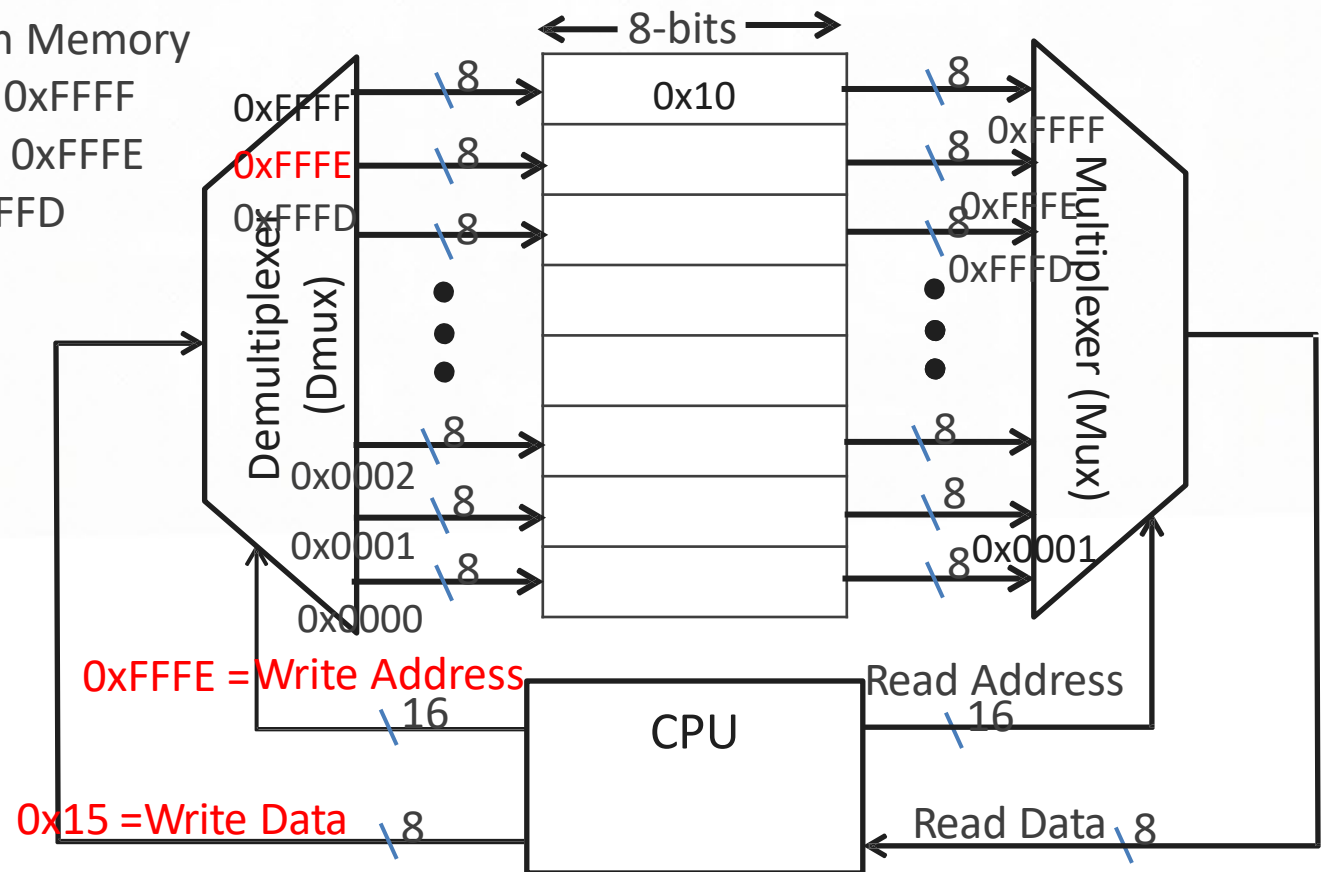 8-bits
n Memory
0xFFFF
0xFFFE
FFD
0xFFFF
0xFFFE
0xFFFD
Demultiplexer
(Dmux)
0x0002
0x0001
0x0000
8
8
8
8
8
8
0x10
8
8
8
8
8
8
0xFFFF
0xFFFE
0xFFFD
0x0001
Multiplexer (Mux)
0xFFFE =Write Address
16
0x15 =Write Data
8
CPU
Read Address
16
Read Data
8